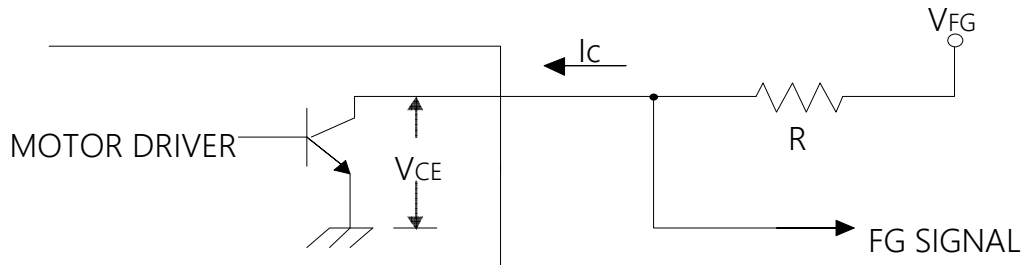 VFG
Ic
MOTOR DRIVER
VCE
R
FG SIGNAL